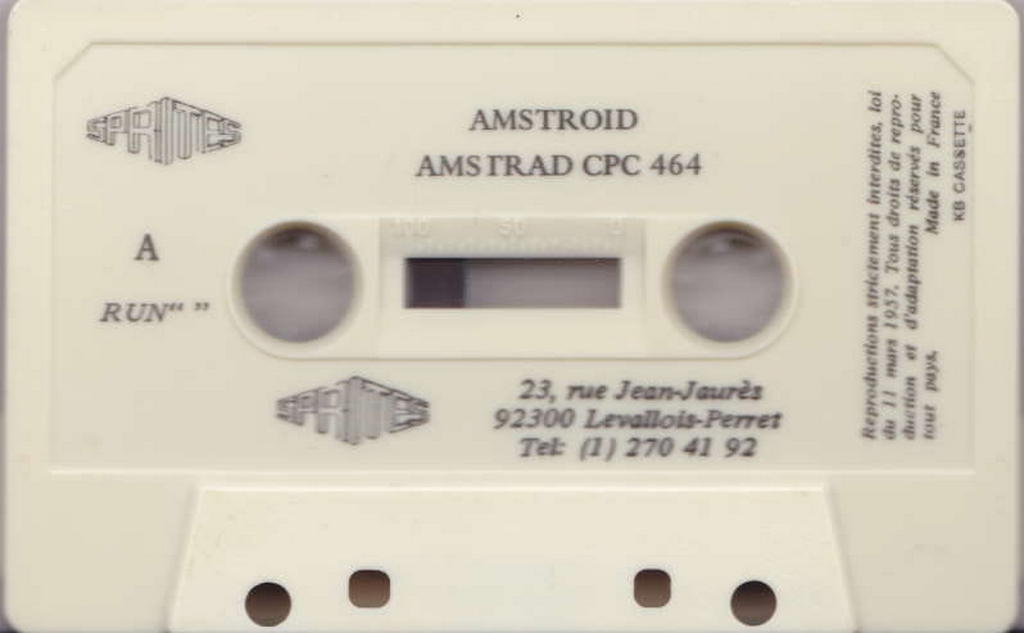 SPRITES
AMSTROID
AMSTRAD CPC 464
100 50 0
A
RUN“ ”
SPRITES
23, rue Jean-Jaurès
92300 Levallois-Perret
Tel: (1) 270 41 92
Reproductions strictement interdites, loi
du 11 mars 1957. Tous droits de repro-
duction et d'adaptation réservés pour
tout pays. Made in France
KB CASSETTE